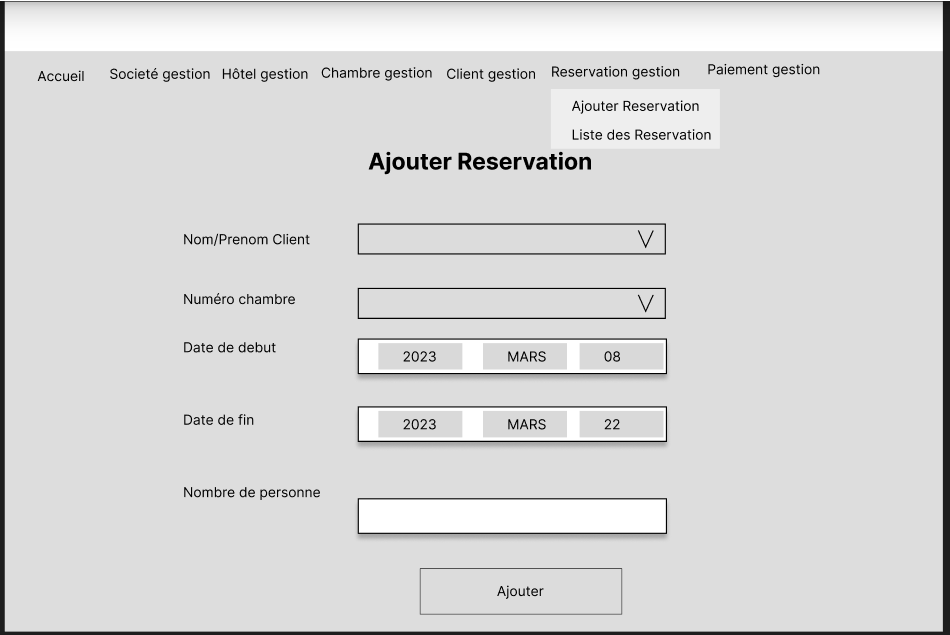 Accueil Societé gestion Hôtel gestion Chambre gestion Client gestion Reservation gestion Paiement gestion
Ajouter Reservation
Liste des Reservation
Ajouter Reservation
Nom/Prenom Client
Numéro chambre
Date de debut 2023 MARS 08
Date de fin 2023 MARS 22
Nombre de personne
Ajouter